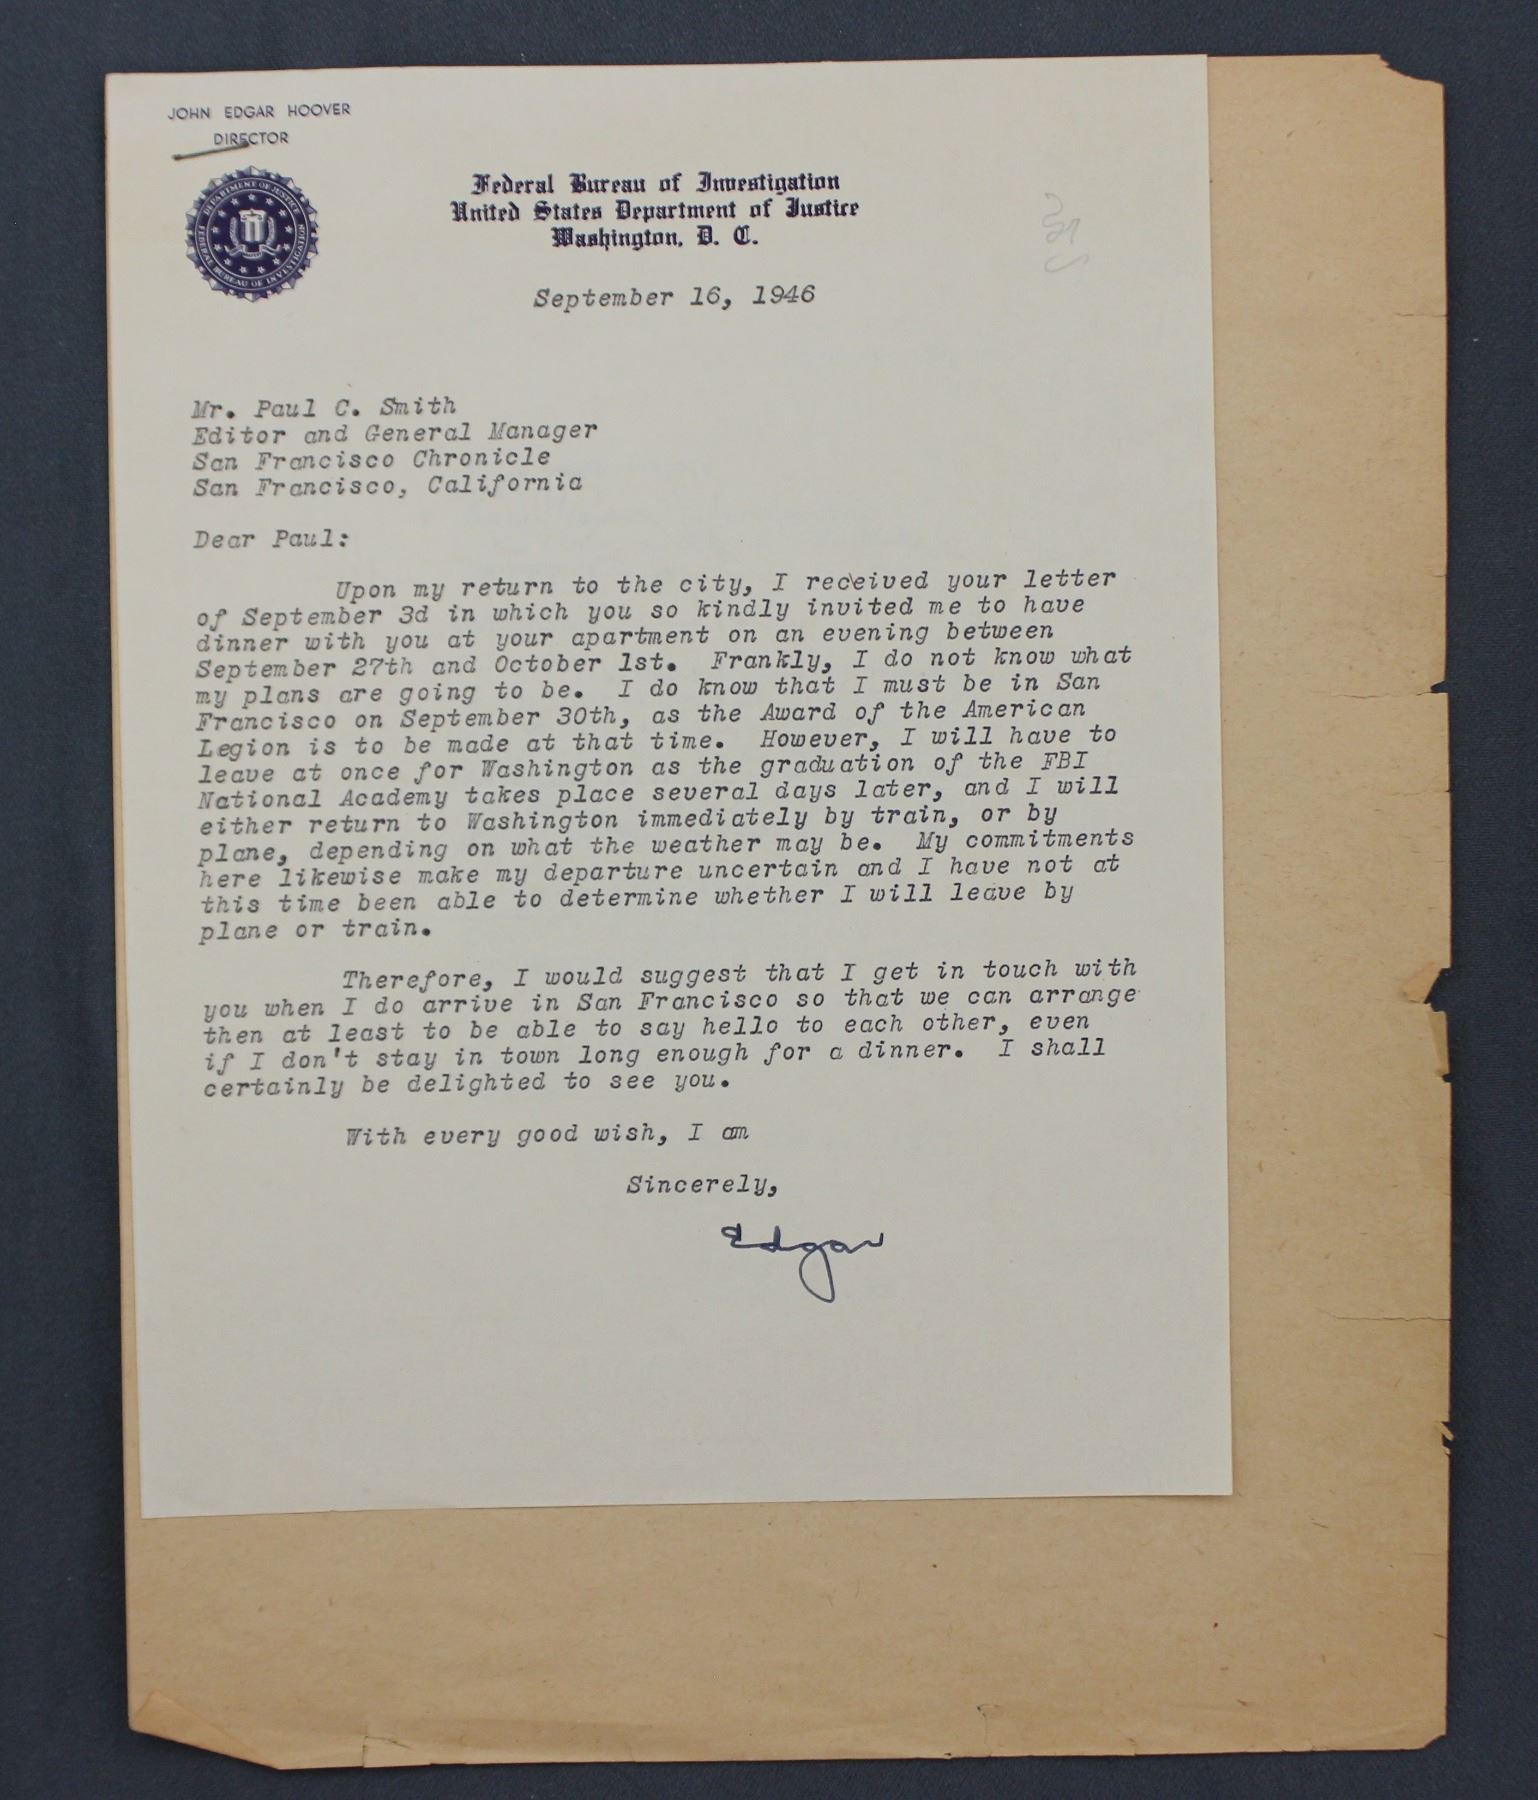 JOHN EDGAR HOOVER
DIRECTOR
DEPARTMENT OF JUSTICE
FEDERAL BUREAU OF INVESTIGATION
Federal Bureau of Investigation
United States Department of Justice
Washington, D. C.
September 16, 1946
Mr. Paul C. Smith
Editor and General Manager
San Francisco Chronicle
San Francisco, California
Dear Paul:
Upon my return to the city, I received your letter
of September 3d in which you so kindly invited me to have
dinner with you at your apartment on an evening between
September 27th and October 1st. Frankly, I do not know what
my plans are going to be. I do know that I must be in San
Francisco on September 30th, as the Award of the American
Legion is to be made at that time. However, I will have to
leave at once for Washington as the graduation of the FBI
National Academy takes place several days later, and I will
either return to Washington immediately by train, or by
plane, depending on what the weather may be. My commitments
here likewise make my departure uncertain and I have not at
this time been able to determine whether I will leave by
plane or train.
Therefore, I would suggest that I get in touch with
you when I do arrive in San Francisco so that we can arrange
then at least to be able to say hello to each other, even
if I don't stay in town long enough for a dinner. I shall
certainly be delighted to see you.
With every good wish, I am
Sincerely,
Edgar